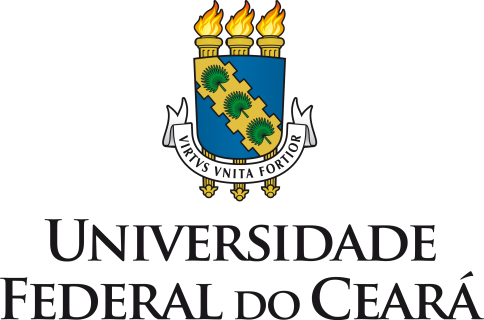 VIRTVS VNITA FORTIOR
UNIVERSIDADE
FEDERAL DO CEARÁ